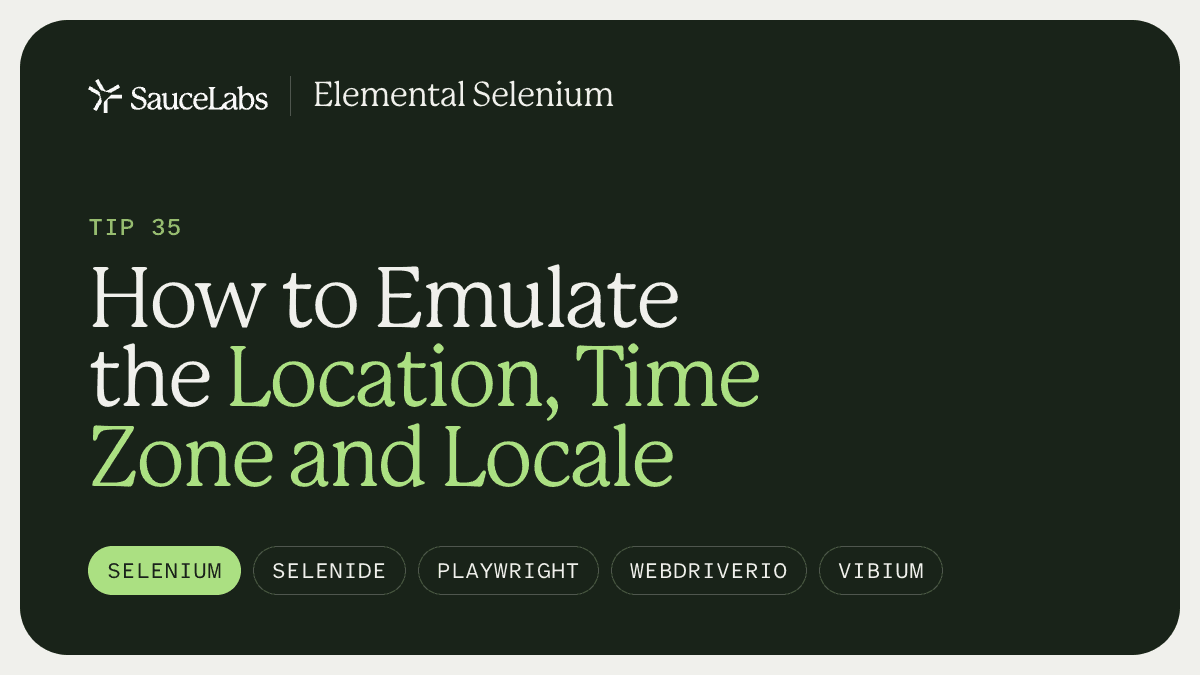 SauceLabs
Elemental Selenium
TIP 35
How to Emulate
the Location, Time
Zone and Locale
SELENIUM
SELENIDE
PLAYWRIGHT
WEBDRIVERIO
VIBIUM